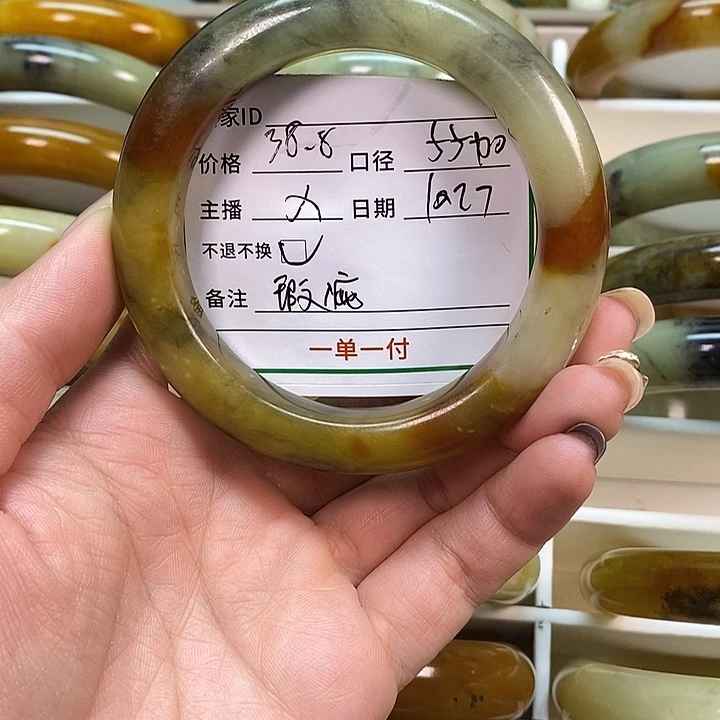 家ID
价格 38-8 口径 55加
主播 日期 1027
不退不换
备注 瑕疵
一单一付